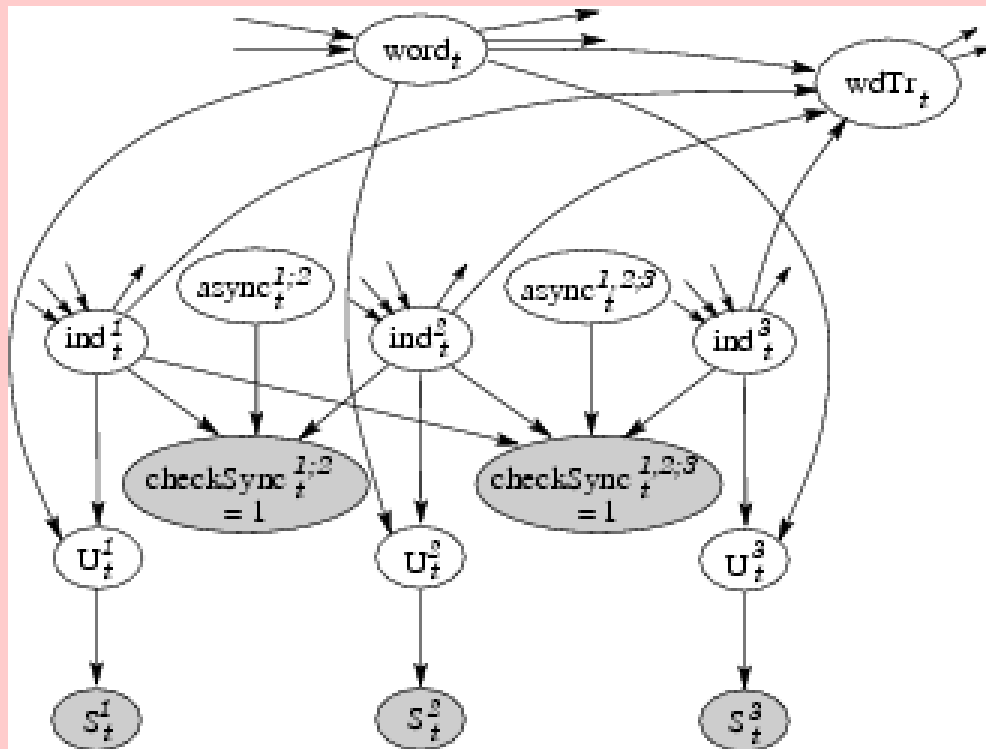 word_t
wdTr_t
async_t^{1;2}
async_t^{1,2;3}
ind_t^1
ind_t^2
ind_t^3
checkSync_t^{1;2}
= 1
checkSync_t^{1,2;3}
= 1
U_t^1
U_t^2
U_t^3
S_t^1
S_t^2
S_t^3